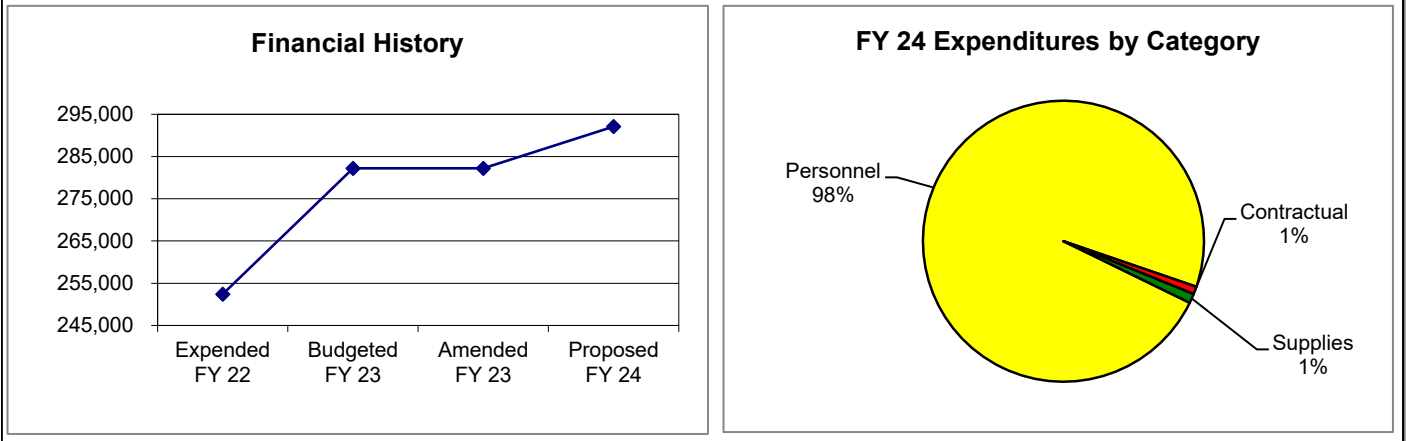 Financial History
295,000
285,000
275,000
265,000
255,000
245,000
Expended
FY 22
Budgeted
FY 23
Amended
FY 23
Proposed
FY 24
FY 24 Expenditures by Category
Personnel
98%
Contractual
1%
Supplies
1%